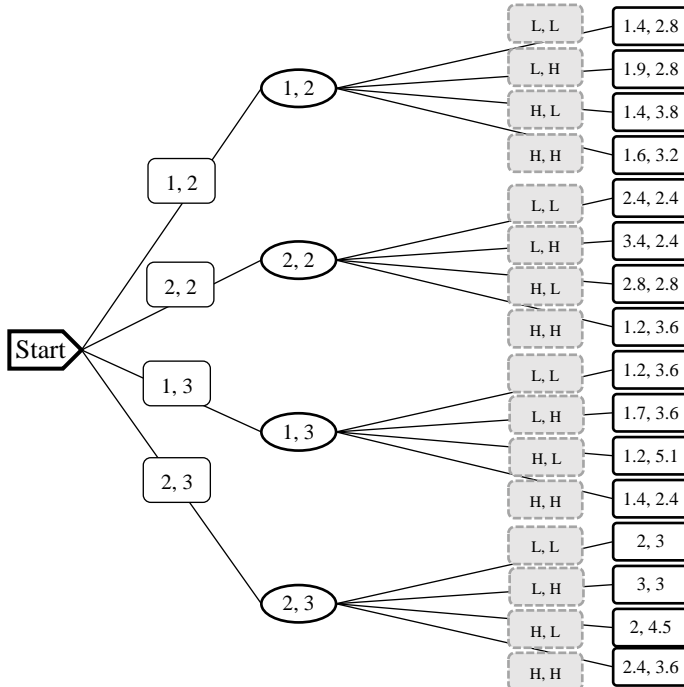 L, L
1.4, 2.8
L, H
1.9, 2.8
1, 2
H, L
1.4, 3.8
H, H
1.6, 3.2
1, 2
L, L
2.4, 2.4
L, H
3.4, 2.4
2, 2
2, 2
H, L
2.8, 2.8
H, H
1.2, 3.6
Start
L, L
1.2, 3.6
1, 3
L, H
1.7, 3.6
1, 3
H, L
1.2, 5.1
2, 3
H, H
1.4, 2.4
L, L
2, 3
L, H
3, 3
2, 3
H, L
2, 4.5
H, H
2.4, 3.6